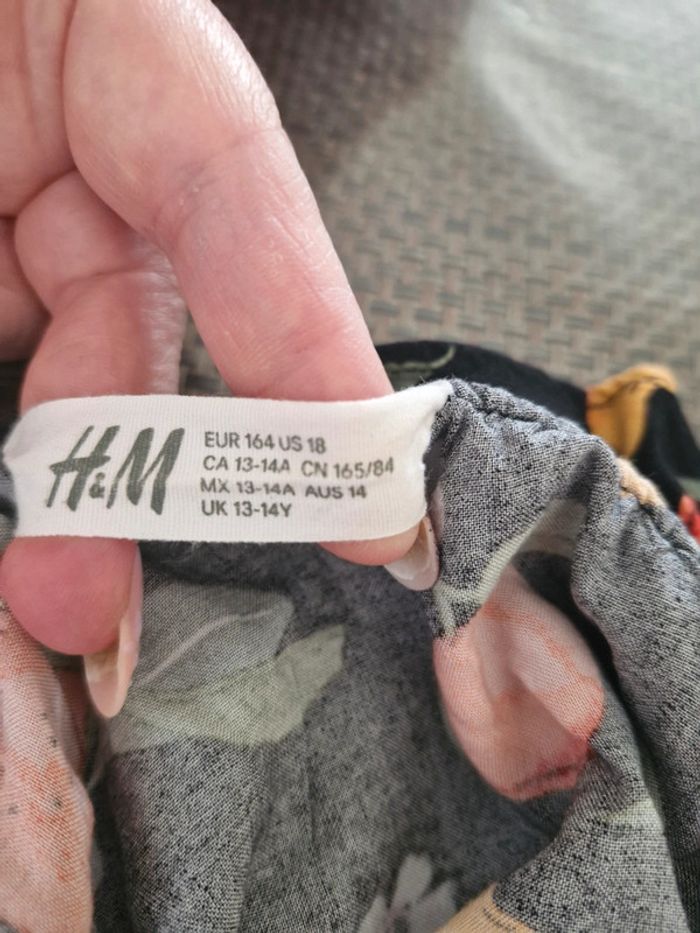 H&M
EUR 164 US 18
CA 13-14A CN 165/84
MX 13-14A AUS 14
UK 13-14Y